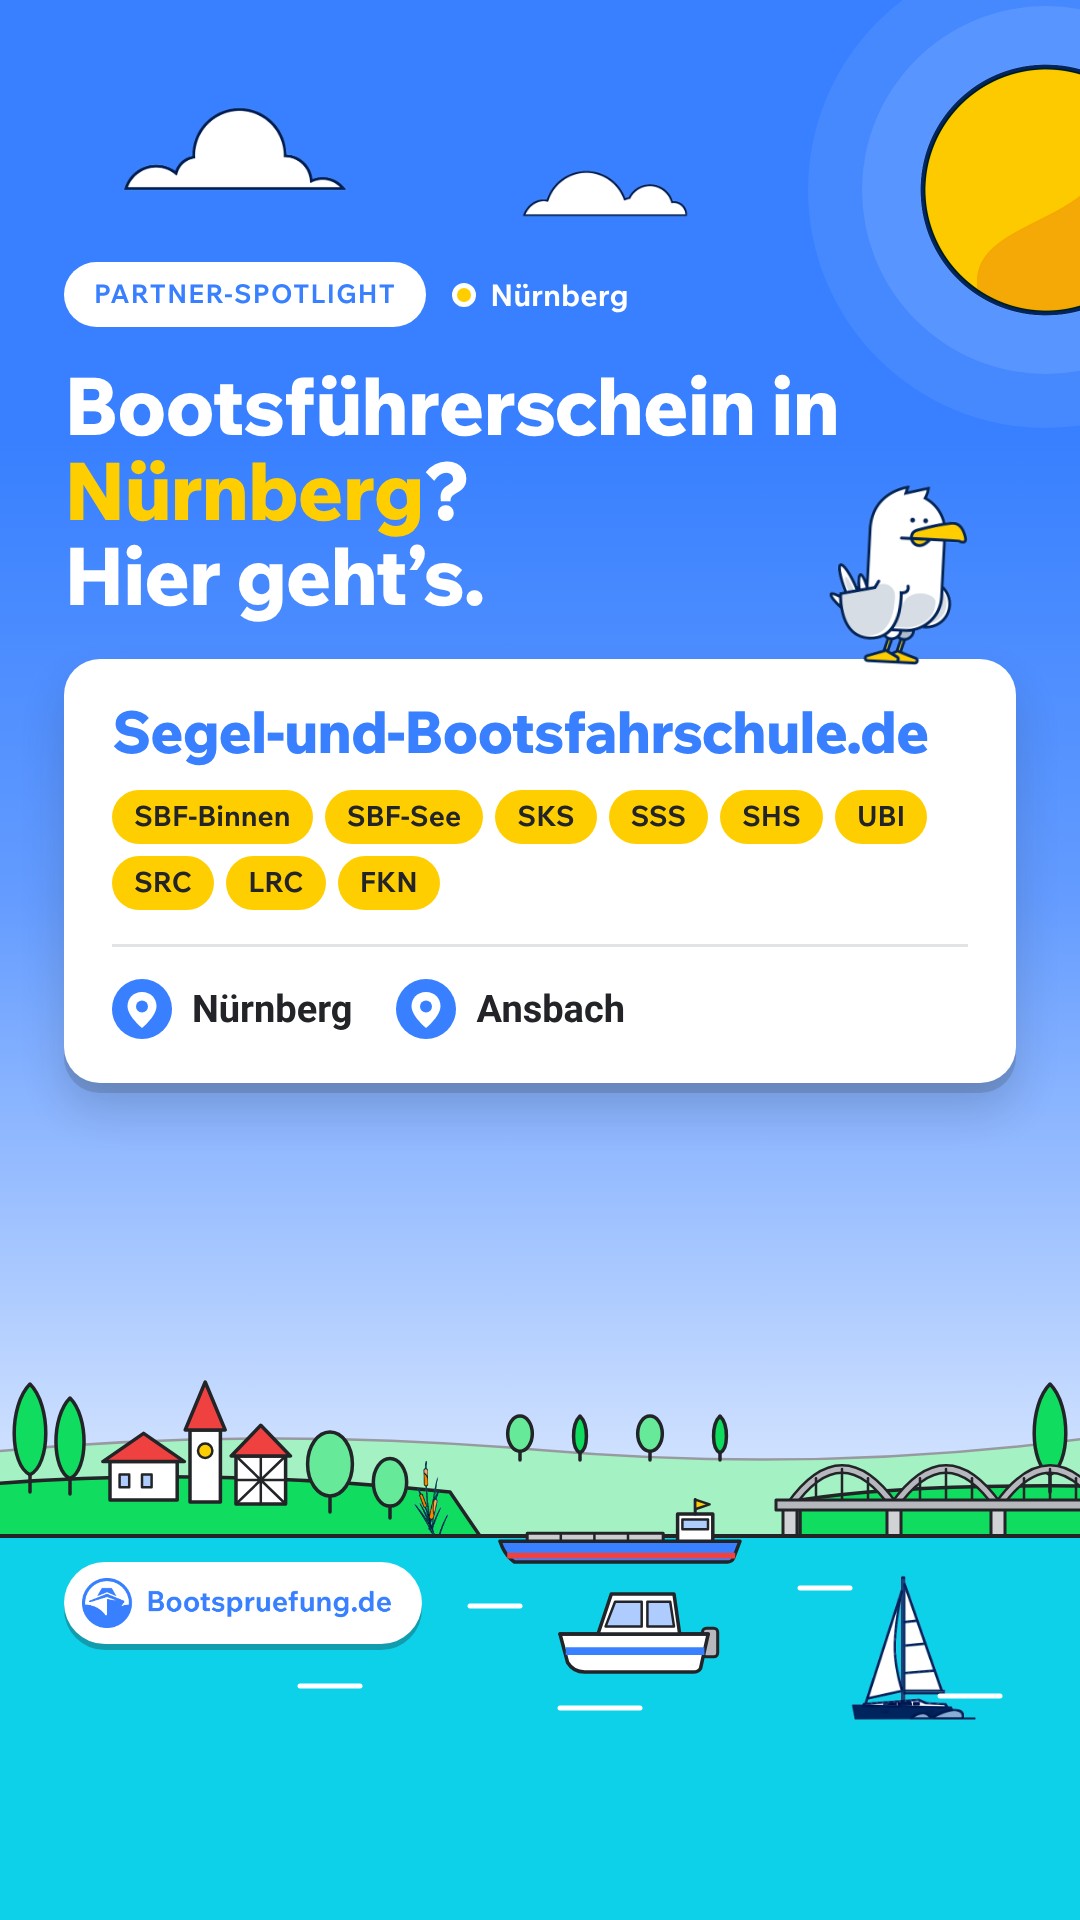 PARTNER-SPOTLIGHT Nürnberg
Bootsführerschein in
Nürnberg?
Hier geht’s.
Segel-und-Bootsfahrschule.de
SBF-Binnen SBF-See SKS SSS SHS UBI
SRC LRC FKN
Nürnberg Ansbach
Bootspruefung.de